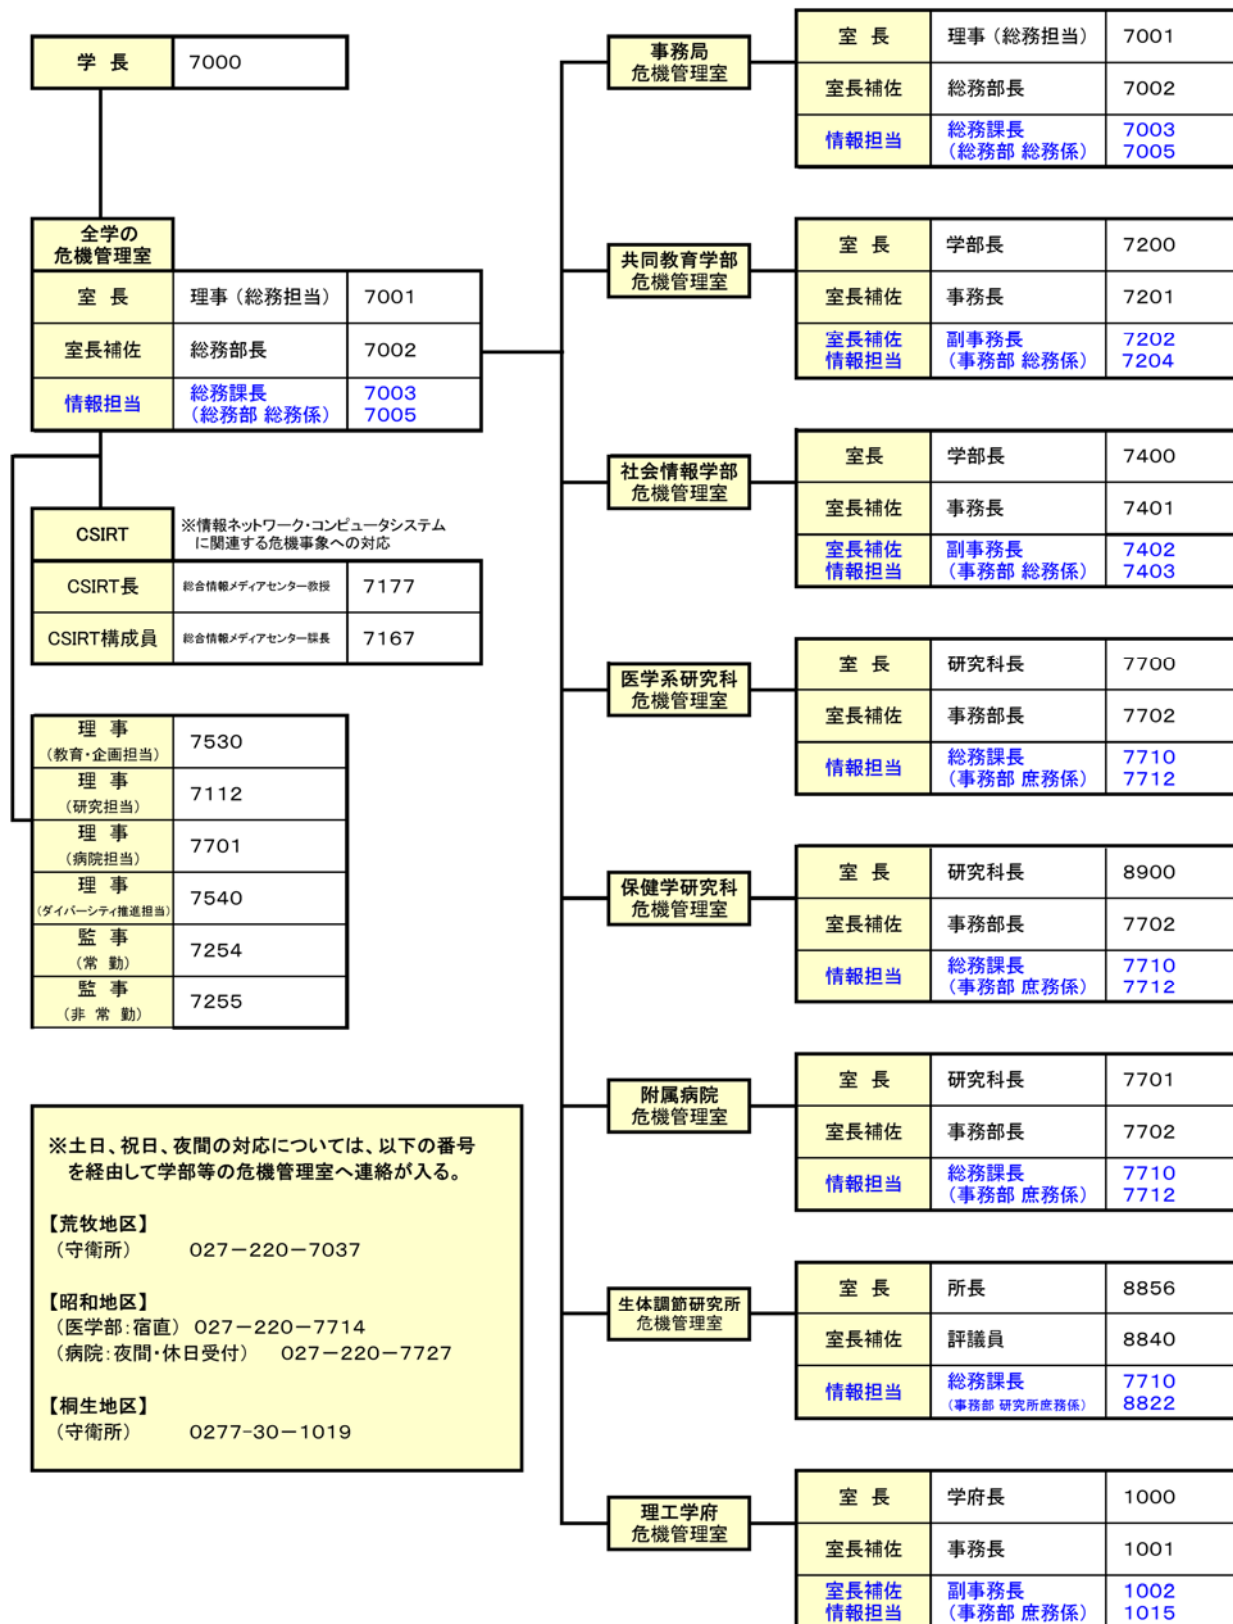 学 長 7000
全学の
危機管理室
室 長 理事（総務担当） 7001
室長補佐 総務部長 7002
情報担当 総務課長 7003
（総務部 総務係） 7005
CSIRT ※情報ネットワーク・コンピュータシステム
に関連する危機事象への対応
CSIRT長 総合情報メディアセンター教授 7177
CSIRT構成員 総合情報メディアセンター課長 7167
理 事
（教育・企画担当） 7530
理 事
（研究担当） 7112
理 事
（病院担当） 7701
理 事
（ダイバーシティ推進担当） 7540
監 事
（常 勤） 7254
監 事
（非 常 勤） 7255
※土日、祝日、夜間の対応については、以下の番号
を経由して学部等の危機管理室へ連絡が入る。
【荒牧地区】
（守衛所） 027－220－7037
【昭和地区】
（医学部：宿直） 027－220－7714
（病院：夜間・休日受付） 027－220－7727
【桐生地区】
（守衛所） 0277-30－1019
事務局
危機管理室
室 長 理事（総務担当） 7001
室長補佐 総務部長 7002
情報担当 総務課長 7003
（総務部 総務係） 7005
共同教育学部
危機管理室
室 長 学部長 7200
室長補佐 事務長 7201
室長補佐 副事務長 7202
情報担当 （事務部 総務係） 7204
社会情報学部
危機管理室
室長 学部長 7400
室長補佐 事務長 7401
室長補佐 副事務長 7402
情報担当 （事務部 総務係） 7403
医学系研究科
危機管理室
室 長 研究科長 7700
室長補佐 事務部長 7702
情報担当 総務課長 7710
（事務部 庶務係） 7712
保健学研究科
危機管理室
室 長 研究科長 8900
室長補佐 事務部長 7702
情報担当 総務課長 7710
（事務部 庶務係） 7712
附属病院
危機管理室
室 長 研究科長 7701
室長補佐 事務部長 7702
情報担当 総務課長 7710
（事務部 庶務係） 7712
生体調節研究所
危機管理室
室 長 所長 8856
室長補佐 評議員 8840
情報担当 総務課長 7710
（事務部 研究所庶務係） 8822
理工学府
危機管理室
室 長 学府長 1000
室長補佐 事務長 1001
室長補佐 副事務長 1002
情報担当 （事務部 庶務係） 1015